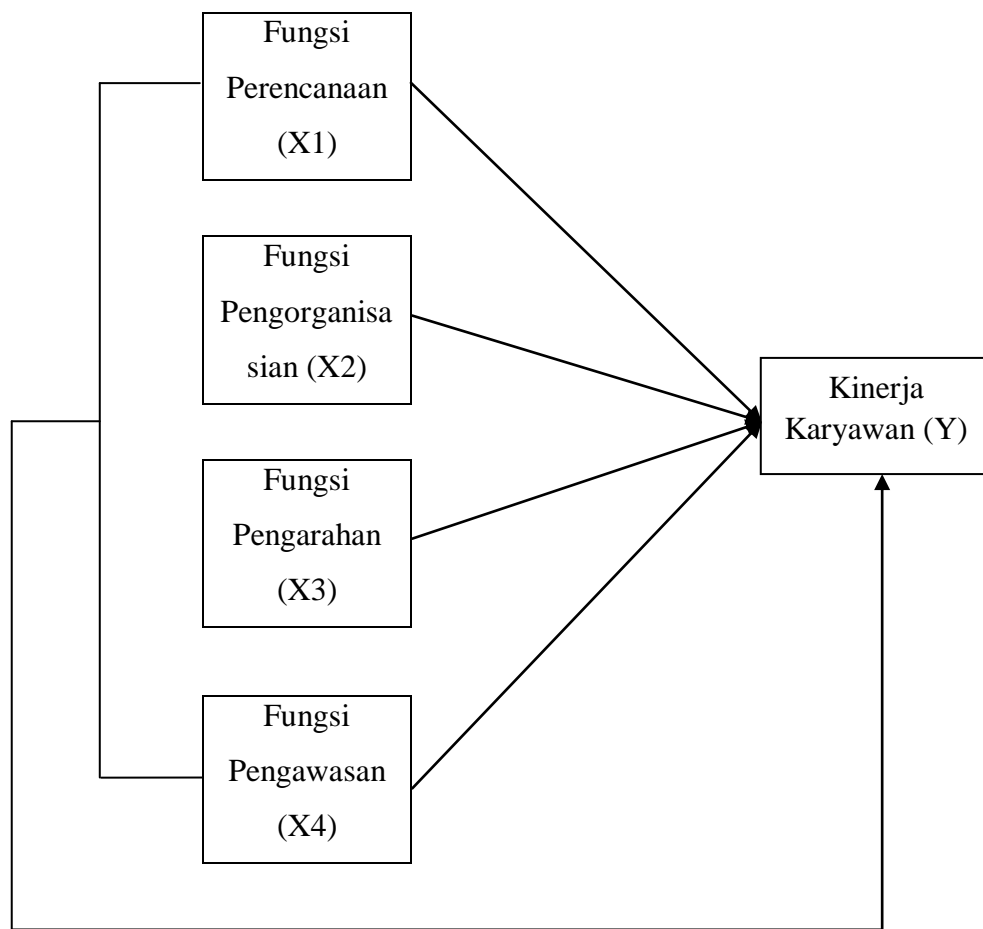 Fungsi
Perencanaan
(X1)
Fungsi
Pengorganisa
sian (X2)
Fungsi
Pengarahan
(X3)
Fungsi
Pengawasan
(X4)
Kinerja
Karyawan (Y)